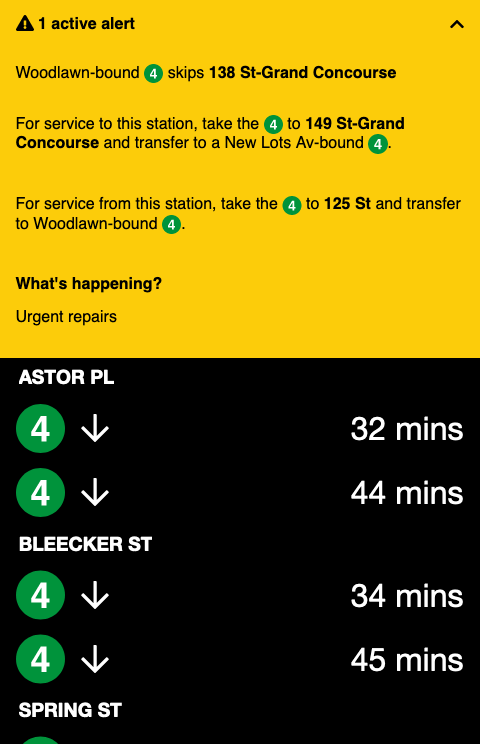 1 active alert
Woodlawn-bound 4 skips 138 St-Grand Concourse
For service to this station, take the 4 to 149 St-Grand
Concourse and transfer to a New Lots Av-bound 4.
For service from this station, take the 4 to 125 St and transfer
to Woodlawn-bound 4.
What's happening?
Urgent repairs
ASTOR PL
4 ↓ 32 mins
4 ↓ 44 mins
BLEECKER ST
4 ↓ 34 mins
4 ↓ 45 mins
SPRING ST